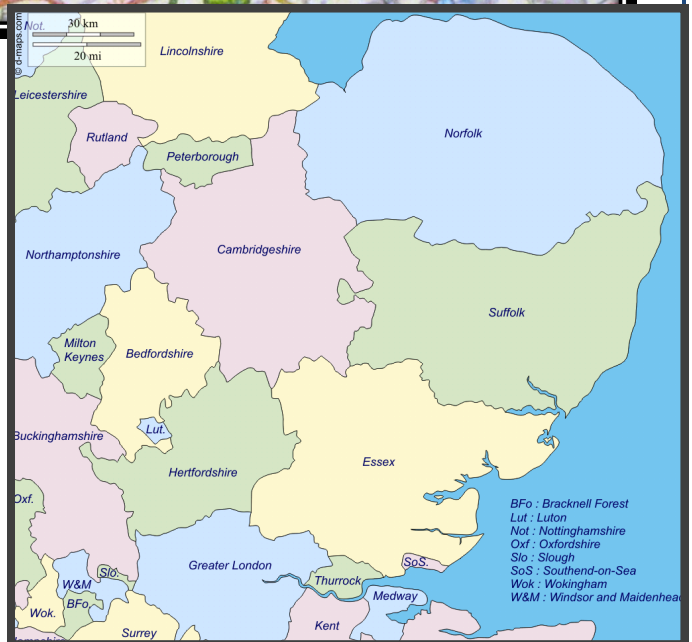 © d-maps.com
Not.
30 km
20 mi
Lincolnshire
Leicestershire
Rutland
Peterborough
Norfolk
Northamptonshire
Cambridgeshire
Suffolk
Milton
Keynes
Bedfordshire
Lut.
Buckinghamshire
Hertfordshire
Essex
Oxf.
Greater London
SoS.
Slo.
W&M
Thurrock
BFo.
Medway
Wok.
Surrey
Kent
BFo : Bracknell Forest
Lut : Luton
Not : Nottinghamshire
Oxf : Oxfordshire
Slo : Slough
SoS : Southend-on-Sea
Wok : Wokingham
W&M : Windsor and Maidenhead